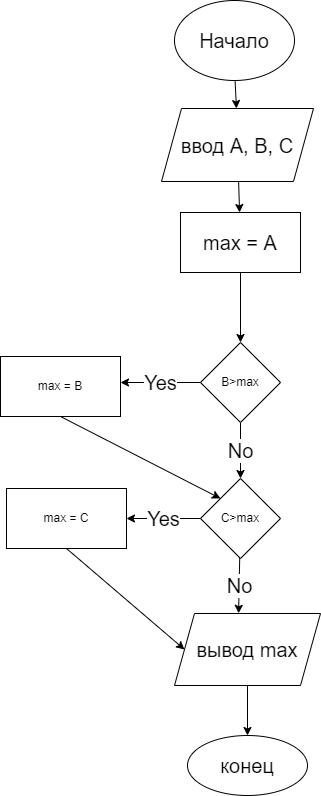 Начало
ввод A, B, C
max = A
B>max
Yes
max = B
No
C>max
Yes
max = C
No
вывод max
конец